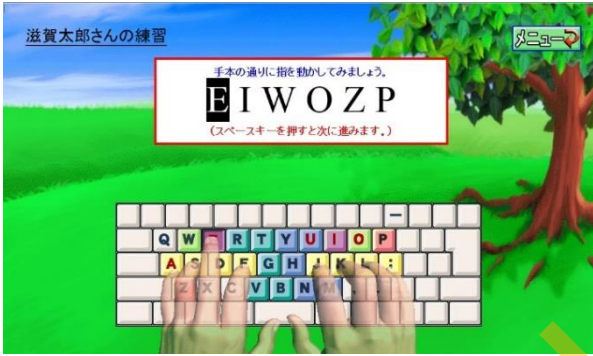 滋賀太郎さんの練習
メニュー
手本の通りに指を動かしてみましょう。
E I W O Z P
(スペースキーを押すと次に進みます。)
ー
Q W R T Y U I O P
A S D F G H J K L ;
Z X C V B N M